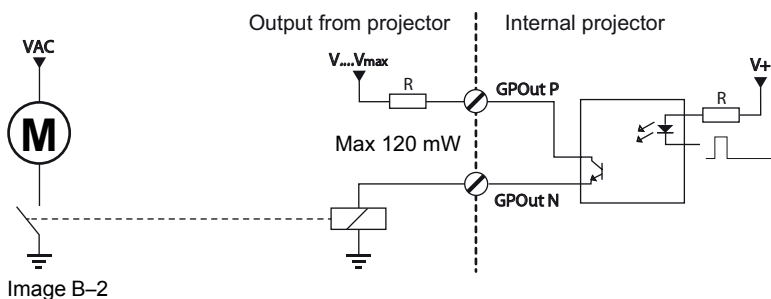 Output from projector
Internal projector
VAC
V....Vmax
V+
R
GPOut P
R
M
Max 120 mW
GPOut N
Image B–2